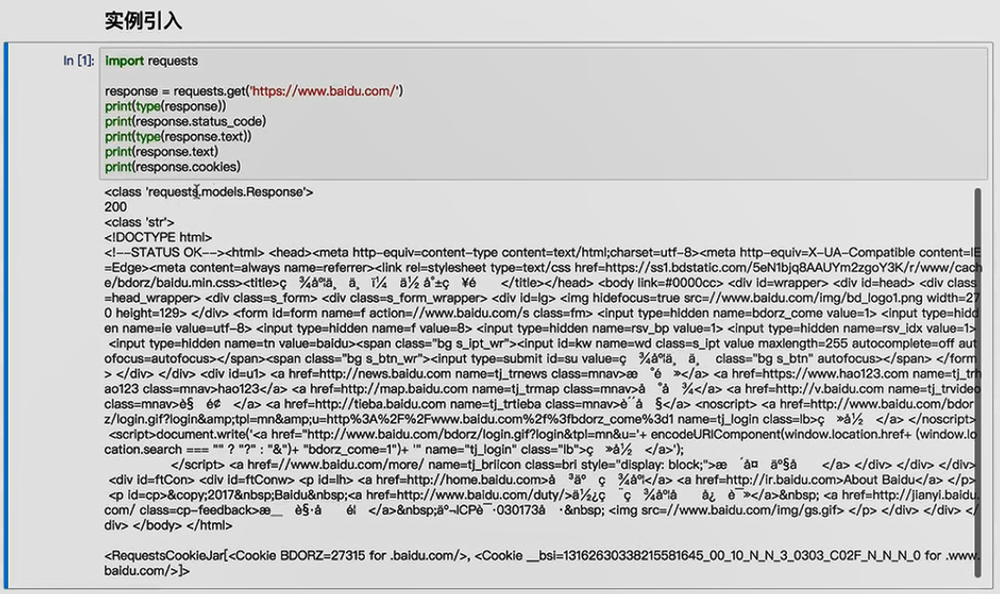 实例引入
In [1]: import requests
response = requests.get('https://www.baidu.com/')
print(type(response))
print(response.status_code)
print(type(response.text))
print(response.text)
print(response.cookies)
<class 'requests.models.Response'>
200
<class 'str'>
<!DOCTYPE html>
<!--STATUS OK--><html> <head><meta http-equiv=content-type content=text/html;charset=utf-8><meta http-equiv=X-UA-Compatible content=IE
=Edge><meta content=always name=referrer><link rel=stylesheet type=text/css href=https://ss1.bdstatic.com/5eN1bjq8AAUYm2zgoY3K/r/www/cach
e/bdorz/baidu.min.css><title>ç ¾åº¦ä¸ ä¸ ï¼ ä½ å°±ç ¥é </title></head> <body link=#0000cc> <div id=wrapper> <div id=head> <div class
=head_wrapper> <div class=s_form> <div class=s_form_wrapper> <div id=lg> <img hidefocus=true src=//www.baidu.com/img/bd_logo1.png width=27
0 height=129> </div> <form id=form name=f action=//www.baidu.com/s class=fm> <input type=hidden name=bdorz_come value=1> <input type=hidd
en name=ie value=utf-8> <input type=hidden name=f value=8> <input type=hidden name=rsv_bp value=1> <input type=hidden name=rsv_idx value=1>
<input type=hidden name=tn value=baidu><span class="bg s_ipt_wr"><input id=kw name=wd class=s_ipt value maxlength=255 autocomplete=off aut
ofocus=autofocus></span><span class="bg s_btn_wr"><input type=submit id=su value=ç ¾åº¦ä¸ ä¸ class="bg s_btn" autofocus></span> </form
> </div> </div> <div id=u1> <a href=http://news.baidu.com name=tj_trnews class=mnav>æ °é »</a> <a href=https://www.hao123.com name=tj_trh
ao123 class=mnav>hao123</a> <a href=http://map.baidu.com name=tj_trmap class=mnav>å °å ¾</a> <a href=http://v.baidu.com name=tj_trvideo
class=mnav>è§ é¢ </a> <a href=http://tieba.baidu.com name=tj_trtieba class=mnav>è´´å §</a> <noscript> <a href=http://www.baidu.com/bdor
z/login.gif?login&amp;tpl=mn&amp;u=http%3A%2F%2Fwww.baidu.com%2f%3fbdorz_come%3d1 name=tj_login class=lb>ç »å½ </a> </noscript>
<script>document.write('<a href="http://www.baidu.com/bdorz/login.gif?login&tpl=mn&u='+ encodeURIComponent(window.location.href+ (window.lo
cation.search === "" ? "?" : "&")+ "bdorz_come=1")+ '" name="tj_login" class="lb">ç »å½ </a>');
</script> <a href=//www.baidu.com/more/ name=tj_briicon class=bri style="display: block;">æ ´å¤ äº§å </a> </div> </div> </div>
<div id=ftCon> <div id=ftConw> <p id=lh> <a href=http://home.baidu.com>å ³äº ç ¾åº¦</a> <a href=http://ir.baidu.com>About Baidu</a> </p>
<p id=cp>&copy;2017&nbsp;Baidu&nbsp;<a href=http://www.baidu.com/duty/>ä½¿ç ¨ç ¾åº¦å å¿ è¯»</a>&nbsp; <a href=http://jianyi.baidu.
com/ class=cp-feedback>æ è§ å é¦ </a>&nbsp;äº¬ICPè¯ 030173å ·&nbsp; <img src=//www.baidu.com/img/gs.gif> </p> </div> </div> </
div> </body> </html>
<RequestsCookieJar[<Cookie BDORZ=27315 for .baidu.com/>, <Cookie __bsi=13162630338215581645_00_10_N_N_3_0303_C02F_N_N_N_0 for .www.
baidu.com/>]>